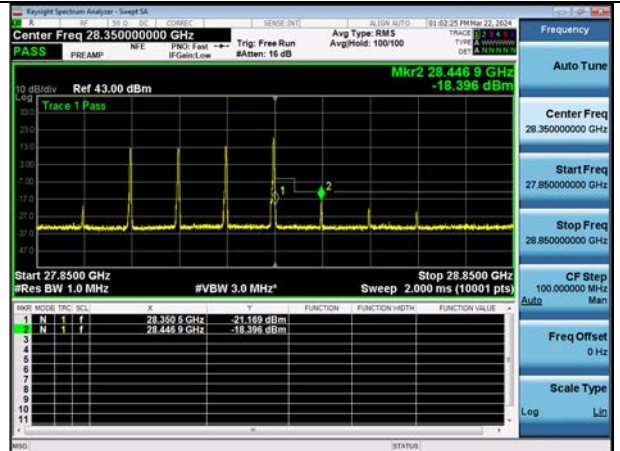 Keysight Spectrum Analyzer - Swept SA
RF 50 Ω DC CORREC SENSE:INT ALIGN AUTO 01:02:25 PM Mar 22, 2024
Center Freq 28.350000000 GHz
Avg Type: RMS
TRACE 1 2 3 4 5 6
NFE PNO: Fast Trig: Free Run Avg|Hold: 100/100
TYPE A WWWWW
PASS PREAMP IFGain:Low #Atten: 16 dB
DET A NNNNN
Mkr2 28.446 9 GHz
10 dB/div Ref 43.00 dBm -18.396 dBm
Log
Trace 1 Pass
33.0
23.0
13.0
3.00
-7.00
-17.0
-27.0
-37.0
-47.0
1
2
Start 27.8500 GHz Stop 28.8500 GHz
#Res BW 1.0 MHz #VBW 3.0 MHz* Sweep 2.000 ms (10001 pts)
MKR MODE TRC SCL X Y FUNCTION FUNCTION WIDTH FUNCTION VALUE
1 N 1 f 28.350 5 GHz -21.169 dBm
2 N 1 f 28.446 9 GHz -18.396 dBm
3
4
5
6
7
8
9
10
11
MSG STATUS
Frequency
Auto Tune
Center Freq
28.350000000 GHz
Start Freq
27.850000000 GHz
Stop Freq
28.850000000 GHz
CF Step
100.000000 MHz
Auto Man
Freq Offset
0 Hz
Scale Type
Log Lin